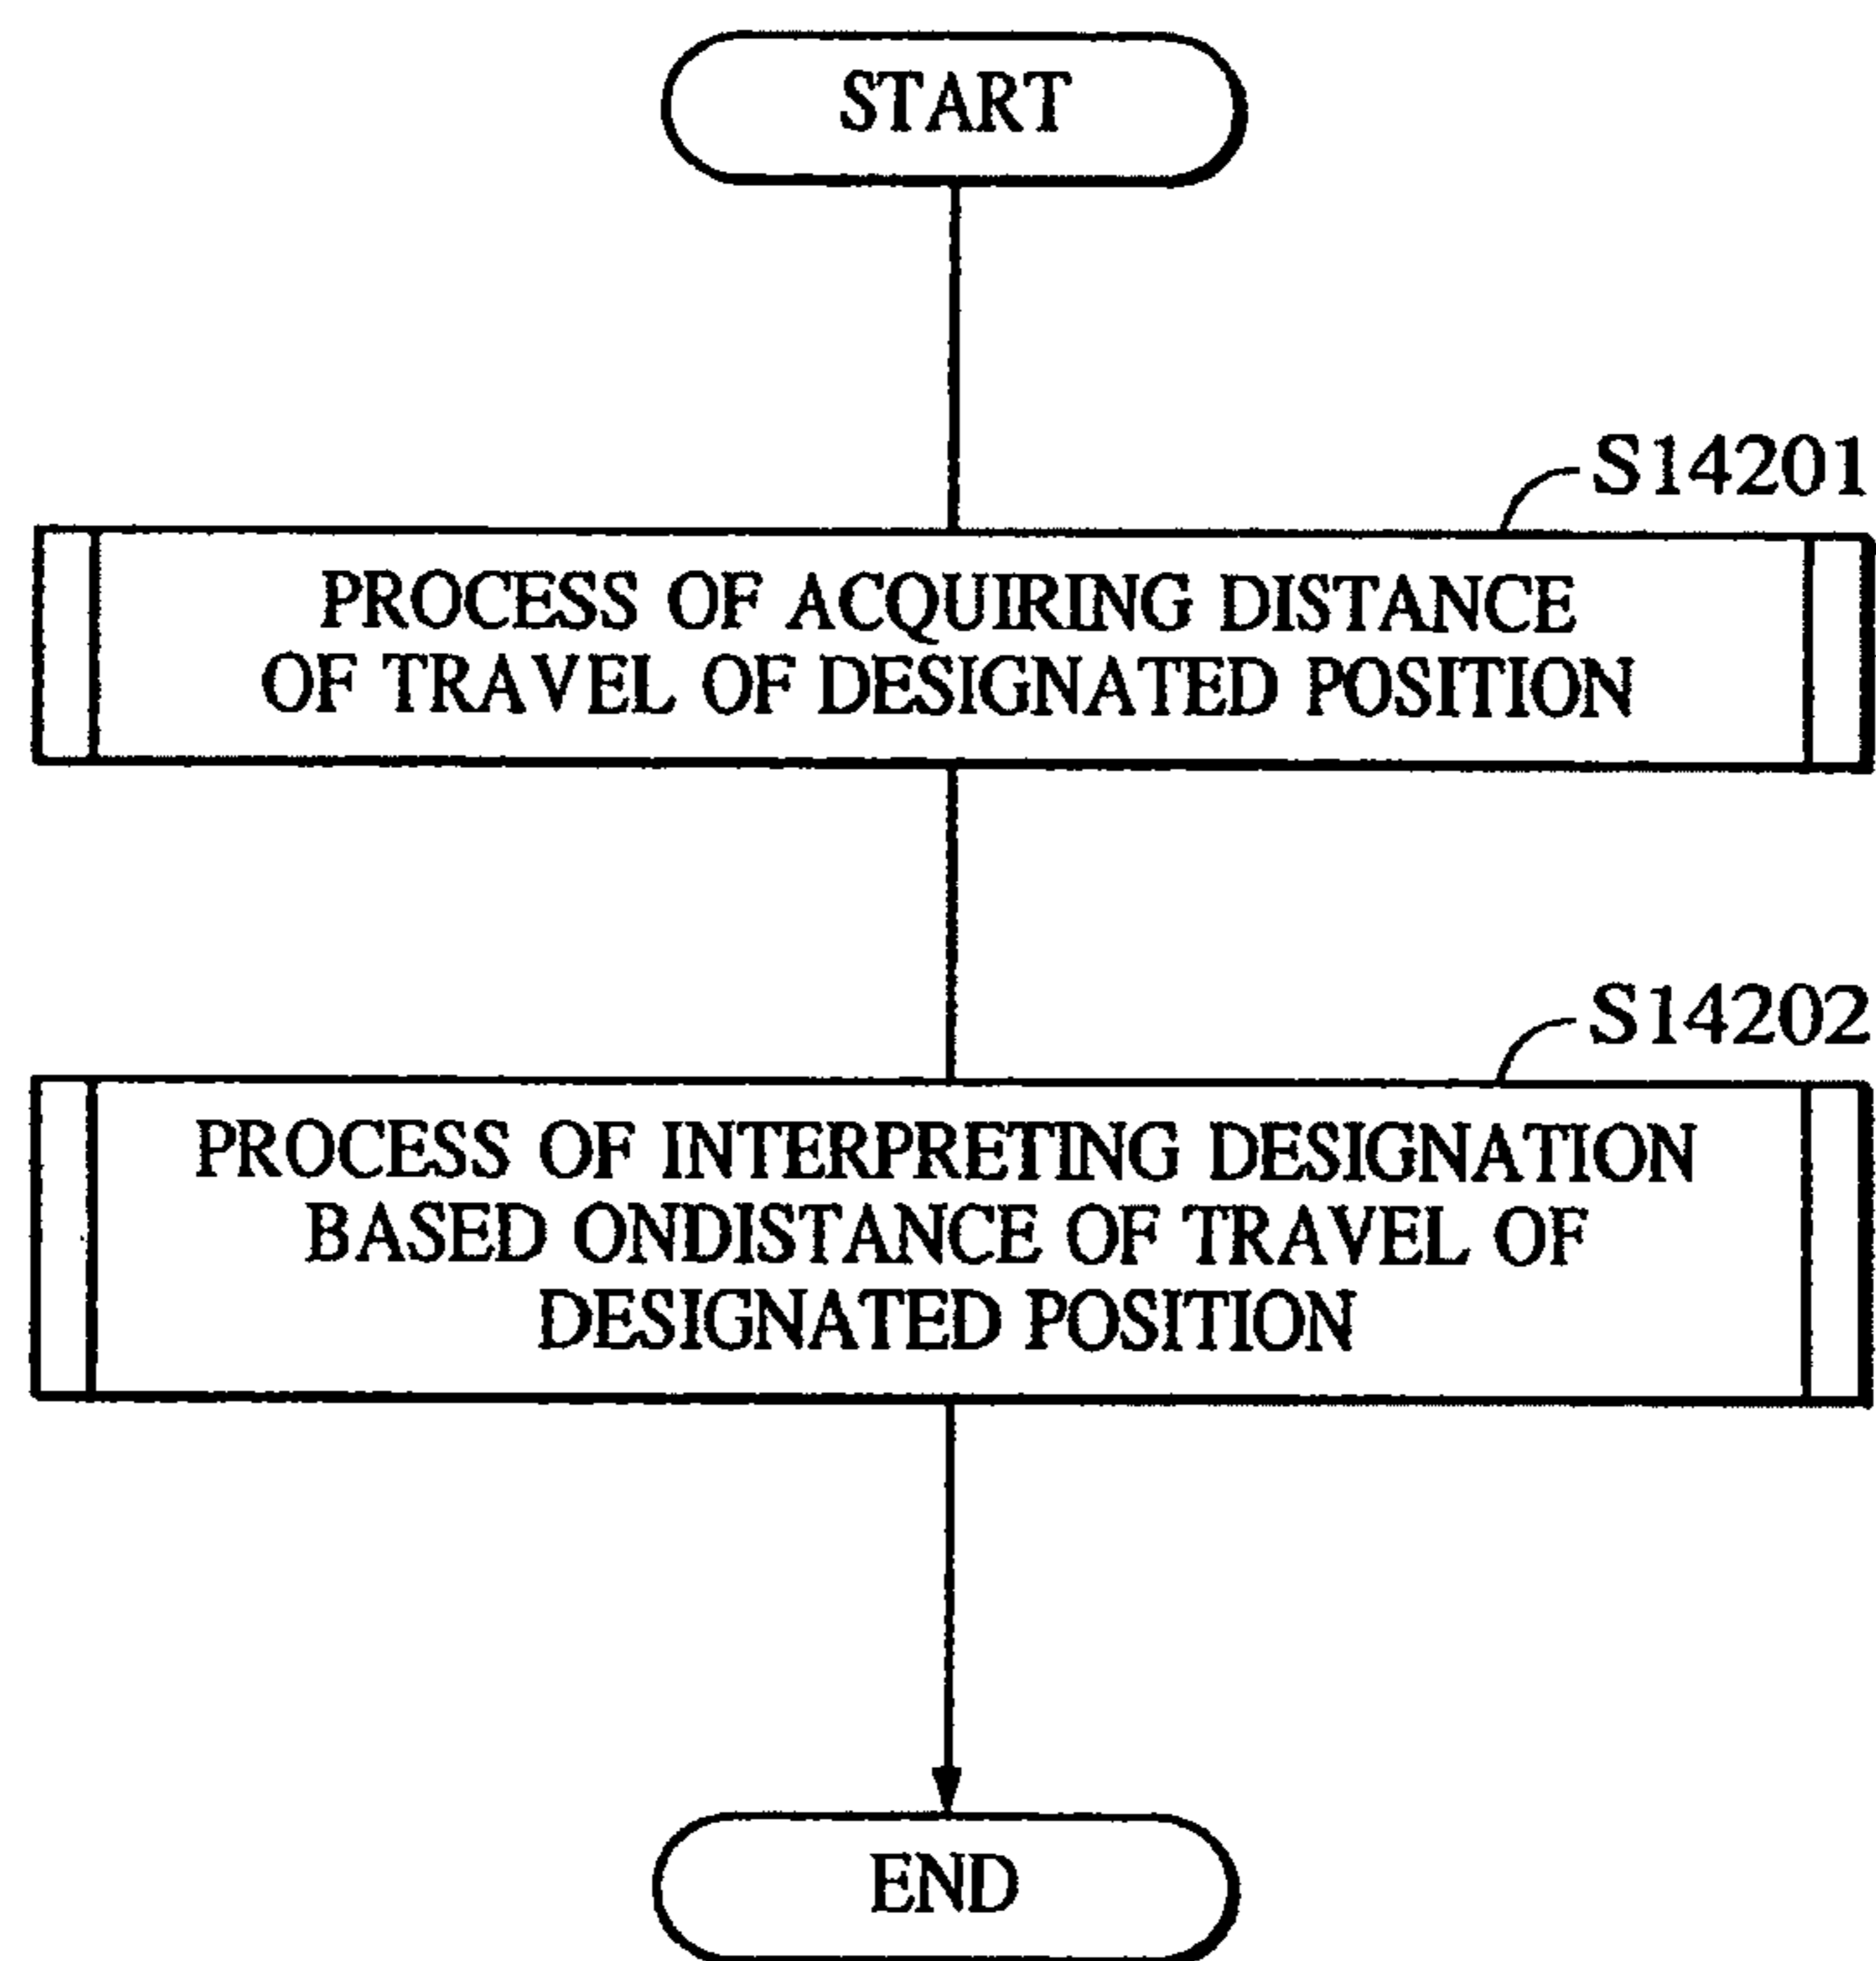 START
S14201
PROCESS OF ACQUIRING DISTANCE
OF TRAVEL OF DESIGNATED POSITION
S14202
PROCESS OF INTERPRETING DESIGNATION
BASED ONDISTANCE OF TRAVEL OF
DESIGNATED POSITION
END